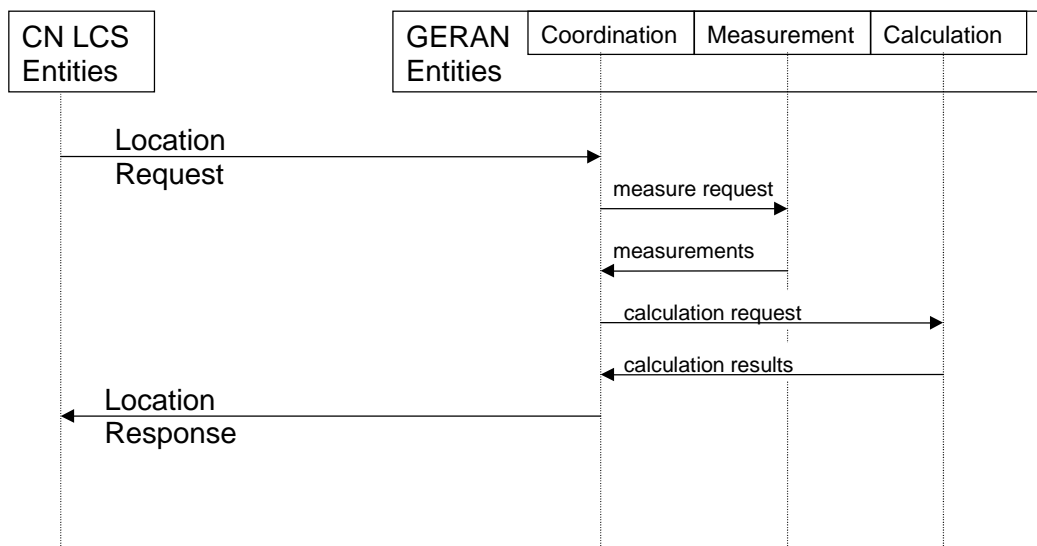 CN LCS
Entities
GERAN
Entities
Coordination
Measurement
Calculation
Location
Request
measure request
measurements
calculation request
calculation results
Location
Response